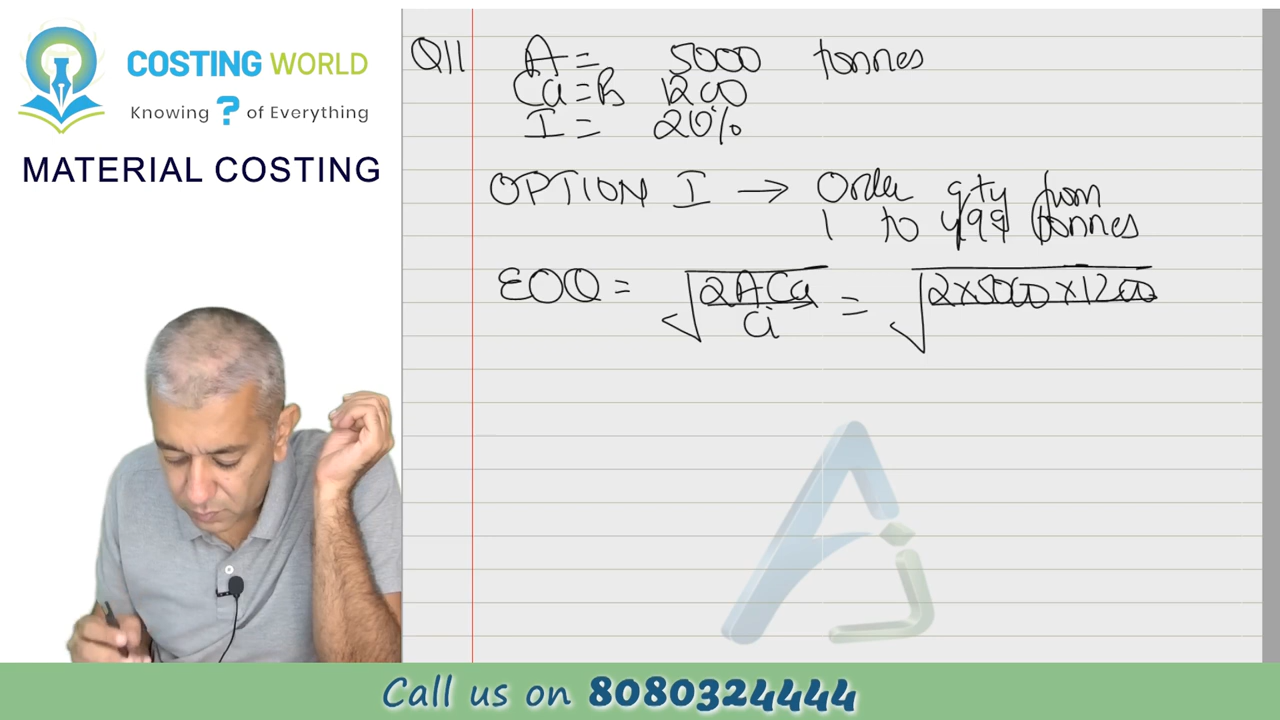 COSTING WORLD
Knowing ? of Everything
MATERIAL COSTING
Q11 A = 5000 tonnes
Ca = ₨ 1200
I = 20%
OPTION I → Order qty from
1 to 499 tonnes
EOQ = √2ACa/Ci = √2×5000×1200
Call us on 8080324444